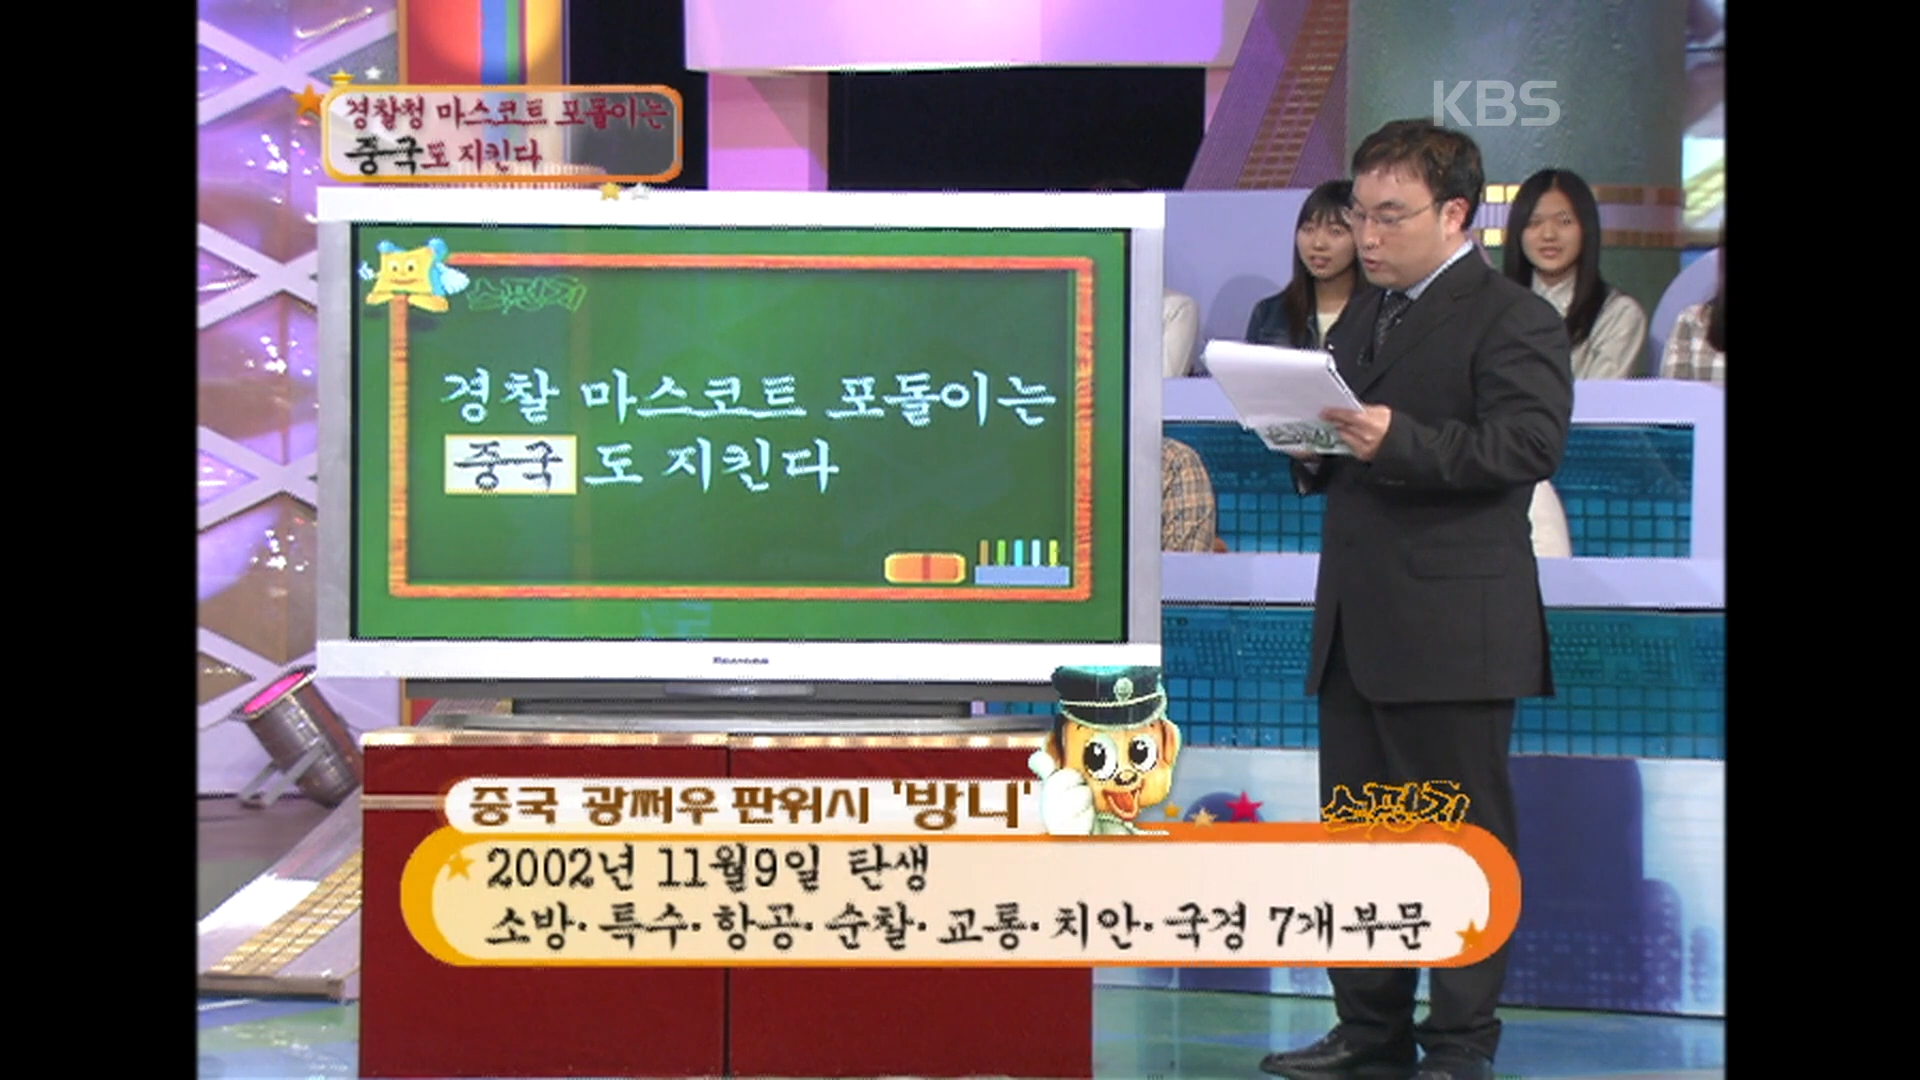 KBS
경찰청 마스코트 포돌이는
중국도 지킨다
스펀지
경찰 마스코트 포돌이는
중국도 지킨다
중국 광쩌우 판위시 '방니'
스펀지
2002년 11월9일 탄생
소방·특수·항공·순찰·교통·치안·국경 7개부문